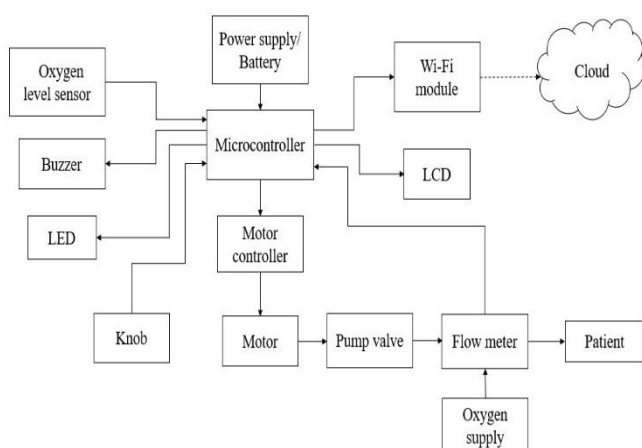 Power supply/
Battery
Oxygen
level sensor
Wi-Fi
module
Cloud
Microcontroller
Buzzer
LCD
LED
Motor
controller
Knob
Motor
Pump valve
Flow meter
Patient
Oxygen
supply